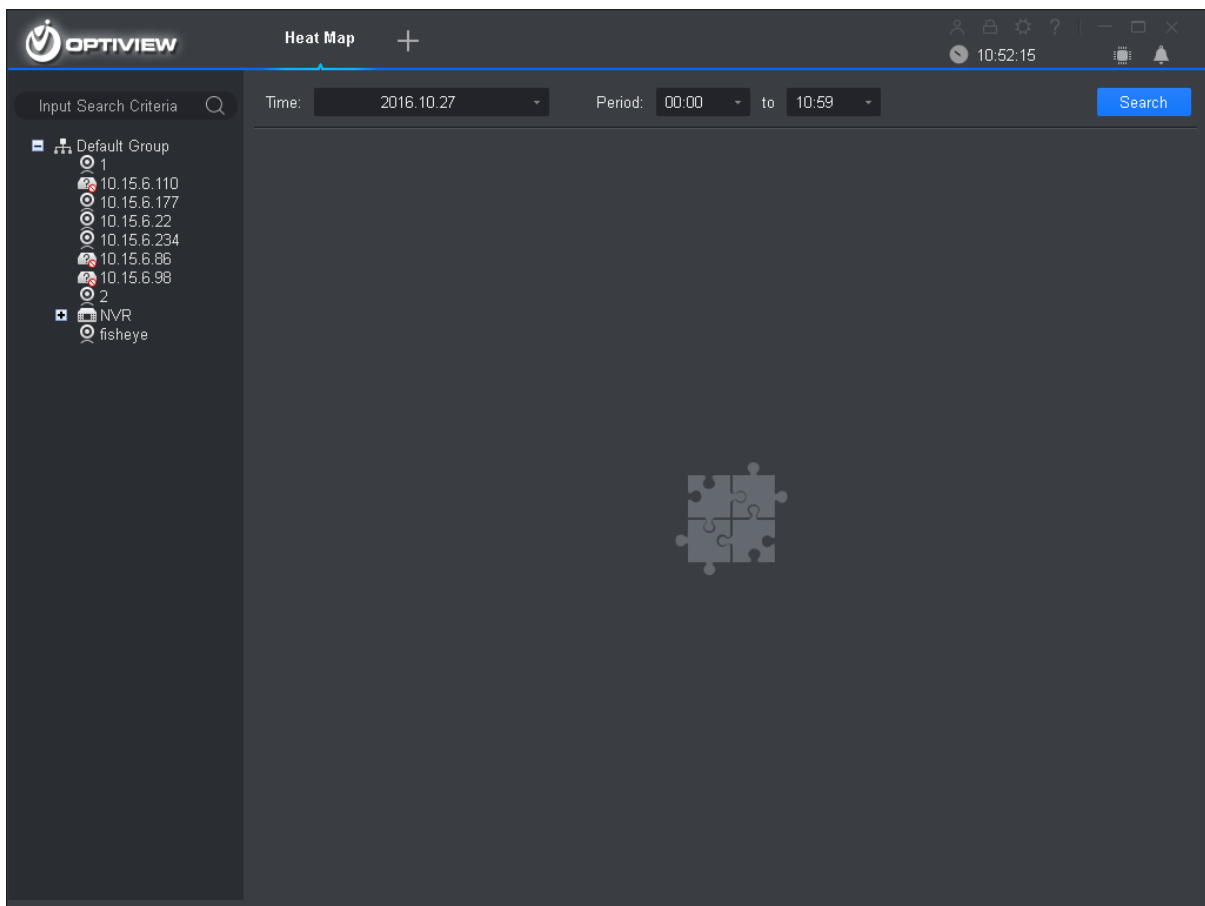 OPTIVIEW
Heat Map
?
10:52:15
Input Search Criteria
Time: 2016.10.27 Period: 00:00 to 10:59 Search
Default Group
1
10.15.6.110
10.15.6.177
10.15.6.22
10.15.6.234
10.15.6.86
10.15.6.98
2
NVR
fisheye